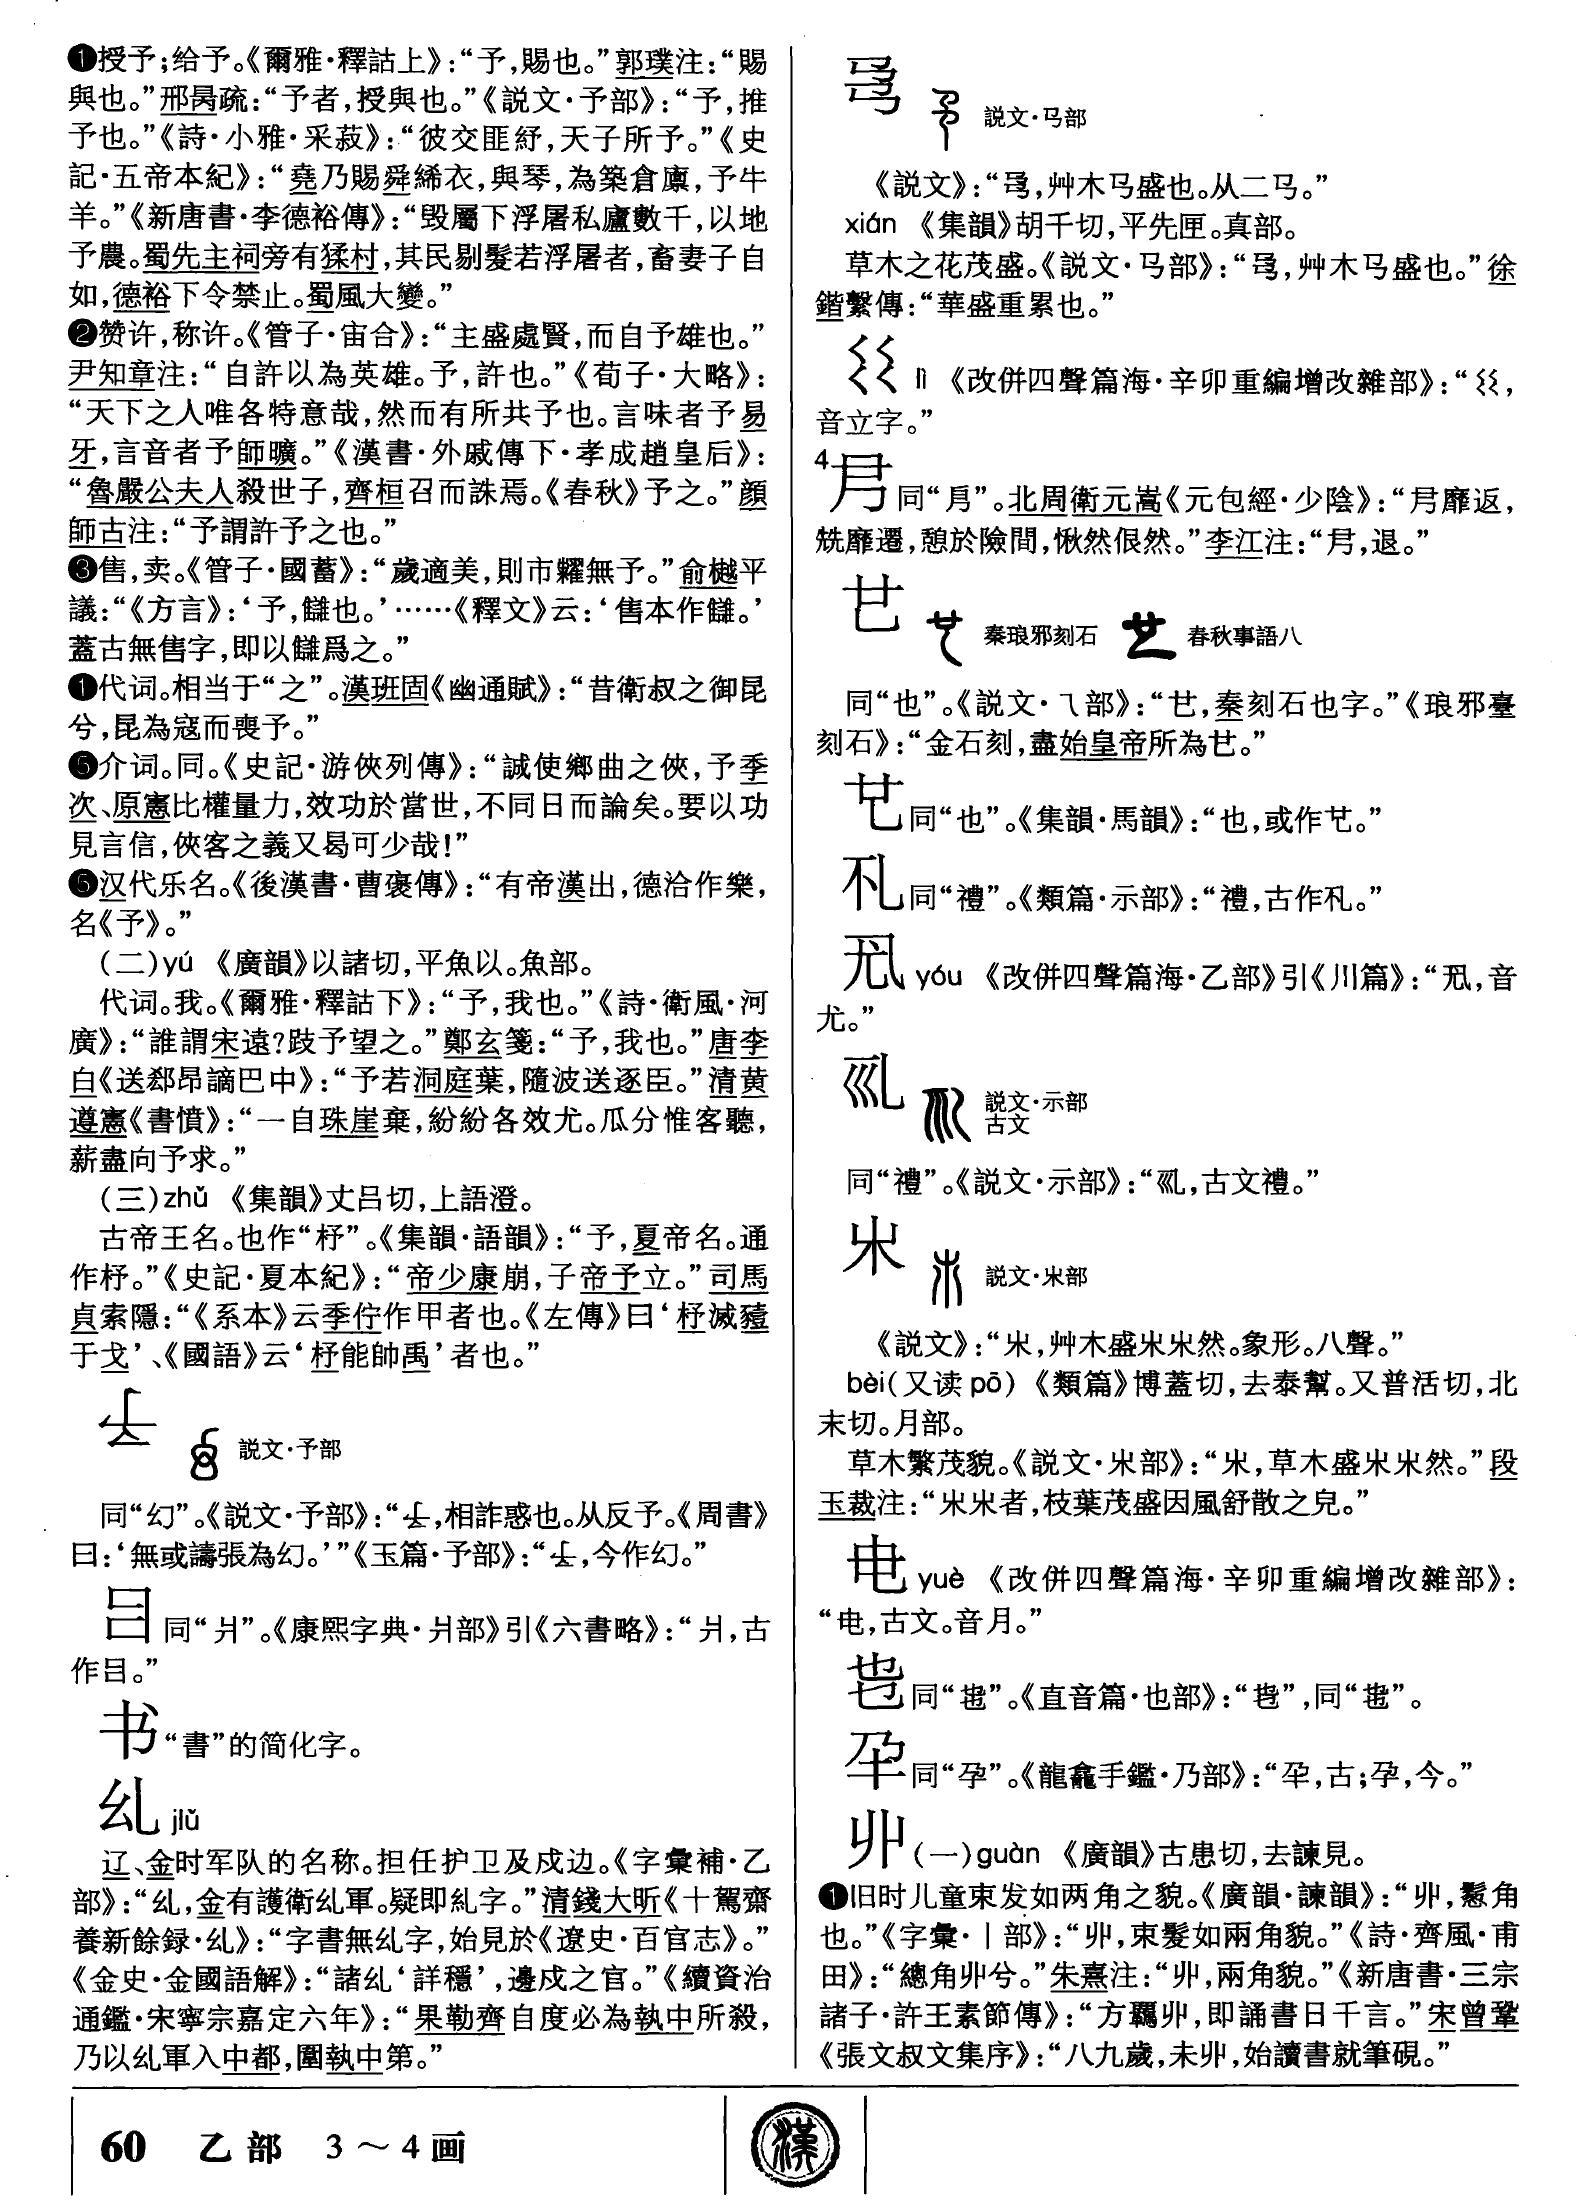 ❶授予；给予。《爾雅·釋詁上》：“予，賜也。”郭璞注：“賜
與也。”邢昺疏：“予者，授與也。”《説文·予部》：“予，推
予也。”《詩·小雅·采菽》：“彼交匪紓，天子所予。”《史
記·五帝本紀》：“堯乃賜舜絺衣，與琴，為築倉廪，予牛
羊。”《新唐書·李德裕傳》：“毁屬下浮屠私廬數千，以地
予農。蜀先主祠旁有猱村，其民剔髮若浮屠者，畜妻子自
如，德裕下令禁止。蜀風大變。”
❷赞许，称许。《管子·宙合》：“主盛處賢，而自予雄也。”
尹知章注：“自許以為英雄。予，許也。”《荀子·大略》：
“天下之人唯各特意哉，然而有所共予也。言味者予易
牙，言音者予師曠。”《漢書·外戚傳下·孝成趙皇后》：
“魯嚴公夫人殺世子，齊桓召而誅焉。《春秋》予之。”顔
師古注：“予謂許予之也。”
❸售，卖。《管子·國蓄》：“歲適美，則市糶無予。”俞樾平
議：“《方言》：‘予，讎也。’……《釋文》云：‘售本作讎。’
蓋古無售字，即以讎爲之。”
❶代词。相当于“之”。漢班固《幽通賦》：“昔衛叔之御昆
兮，昆為寇而喪予。”
❺介词。同。《史記·游俠列傳》：“誠使鄉曲之俠，予季
次、原憲比權量力，效功於當世，不同日而論矣。要以功
見言信，俠客之義又曷可少哉！”
❺汉代乐名。《後漢書·曹褒傳》：“有帝漢出，德洽作樂，
名《予》。”
（二）yú 《廣韻》以諸切，平魚以。魚部。
代词。我。《爾雅·釋詁下》：“予，我也。”《詩·衛風·河
廣》：“誰謂宋遠？跂予望之。”鄭玄箋：“予，我也。”唐李
白《送郄昂謫巴中》：“予若洞庭葉，隨波送逐臣。”清黄
遵憲《書憤》：“一自珠崖棄，紛紛各效尤。瓜分惟客聽，
薪盡向予求。”
（三）zhǔ 《集韻》丈吕切，上語澄。
古帝王名。也作“杼”。《集韻·語韻》：“予，夏帝名。通
作杼。”《史記·夏本紀》：“帝少康崩，子帝予立。”司馬
貞索隱：“《系本》云季佇作甲者也。《左傳》曰‘杼滅豷
于戈’、《國語》云‘杼能帥禹’者也。”
説文·予部
同“幻”。《説文·予部》：“，相詐惑也。从反予。《周書》
曰：‘無或譸張為幻。’”《玉篇·予部》：“，今作幻。”
同“爿”。《康熙字典·爿部》引《六書略》：“爿，古
作。”
书“書”的简化字。
乣 jiǔ
辽、金时军队的名称。担任护卫及戍边。《字彙補·乙
部》：“乣，金有護衛乣軍。疑即糺字。”清錢大昕《十駕齋
養新餘録·乣》：“字書無乣字，始見於《遼史·百官志》。”
《金史·金國語解》：“諸乣‘詳穩’，邊戍之官。”《續資治
通鑑·宋寧宗嘉定六年》：“果勒齊自度必為執中所殺，
乃以乣軍入中都，圍執中第。”
説文·㔾部
《説文》：“，艸木盛也。从二。”
xián 《集韻》胡千切，平先匣。真部。
草木之花茂盛。《説文·部》：“，艸木盛也。”徐
鍇繫傳：“華盛重累也。”
lì 《改併四聲篇海·辛卯重編增改雜部》：“，
音立字。”
4 同“㐆”。北周衛元嵩《元包經·少陰》：“靡返，
兟靡遷，憩於險間，愀然佷然。”李江注：“，退。”
秦琅邪刻石 春秋事語八
同“也”。《説文·乁部》：“，秦刻石也字。”《琅邪臺
刻石》：“金石刻，盡始皇帝所為。”
同“也”。《集韻·馬韻》：“也，或作。”
同“禮”。《類篇·示部》：“禮，古作。”
yóu 《改併四聲篇海·乙部》引《川篇》：“，音
尤。”
説文·示部
古文
同“禮”。《説文·示部》：“，古文禮。”
𣎵 説文·𣎵部
《説文》：“𣎵，艸木盛𣎵𣎵然。象形。八聲。”
bèi（又读pō） 《類篇》博蓋切，去泰幫。又普活切，北
末切。月部。
草木繁茂貌。《説文·𣎵部》：“𣎵，草木盛𣎵𣎵然。”段
玉裁注：“𣎵𣎵者，枝葉茂盛因風舒散之皃。”
yuè 《改併四聲篇海·辛卯重編增改雜部》：
“，古文。音月。”
同“”。《直音篇·也部》：“”，同“”。
同“孕”。《龍龕手鑑·乃部》：“，古；孕，今。”
丱（一）guàn 《廣韻》古患切，去諫見。
❶旧时儿童束发如两角之貌。《廣韻·諫韻》：“丱，鬆角
也。”《字彙·丨部》：“丱，束髮如兩角貌。”《詩·齊風·甫
田》：“總角丱兮。”朱熹注：“丱，兩角貌。”《新唐書·三宗
諸子·許王素節傳》：“方羈丱，即誦書日千言。”宋曾鞏
《張文叔文集序》：“八九歲，未丱，始讀書就筆硯。”
60 乙部 3～4画
漢